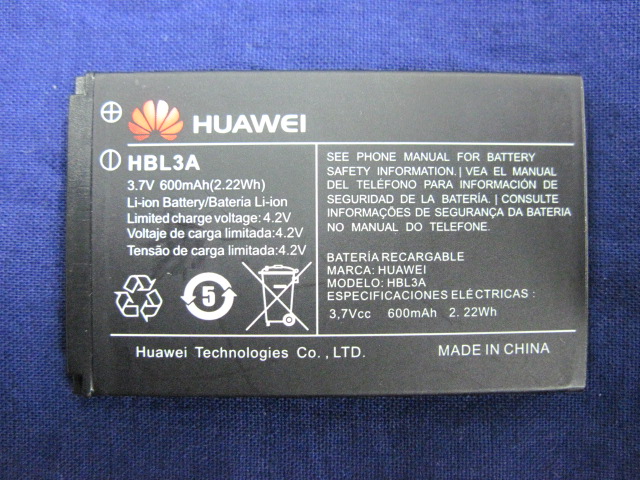 HUAWEI
HBL3A
3.7V 600mAh(2.22Wh)
Li-ion Battery/Bateria Li-ion
Limited charge voltage: 4.2V
Voltaje de carga limitada:4.2V
Tensão de carga limitada:4.2V
5
SEE PHONE MANUAL FOR BATTERY
SAFETY INFORMATION. | VEA EL MANUAL
DEL TELÉFONO PARA INFORMACIÓN DE
SEGURIDAD DE LA BATERÍA. | CONSULTE
INFORMAÇÕES DE SEGURANÇA DA BATERIA
NO MANUAL DO TELEFONE.
BATERÍA RECARGABLE
MARCA: HUAWEI
MODELO: HBL3A
ESPECIFICACIONES ELÉCTRICAS :
3,7Vcc 600mAh 2.22Wh
Huawei Technologies Co.,LTD.
MADE IN CHINA